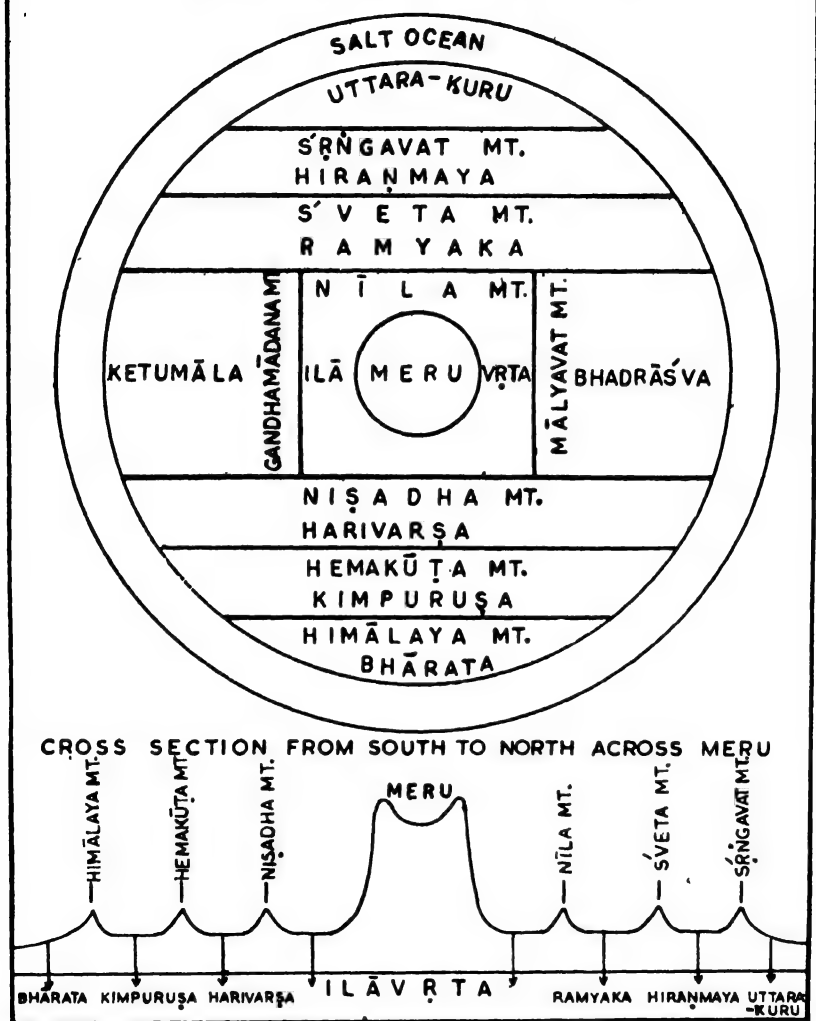 SALT OCEAN
UTTARA-KURU
ŚṚṄGAVAT MT.
HIRAṆMAYA
ŚVETA MT.
RAMYAKA
NĪLA MT.
KETUMĀLA
GANDHAMĀDANA MT
ILĀ
MERU
VṚTA
MĀLYAVAT MT.
BHADRĀŚVA
NIṢADHA MT.
HARIVARṢA
HEMAKŪṬA MT.
KIMPURUṢA
HIMĀLAYA MT.
BHĀRATA
CROSS SECTION FROM SOUTH TO NORTH ACROSS MERU
HIMĀLAYA MT.
HEMAKŪṬA MT
NIṢADHA MT.
MERU
NĪLA MT.
ŚVETA MT.
ŚṚṄGAVAT MT.
BHĀRATA KIMPURUṢA HARIVARṢA ILĀVṚTA RAMYAKA HIRAṆMAYA UTTARA
-KURU